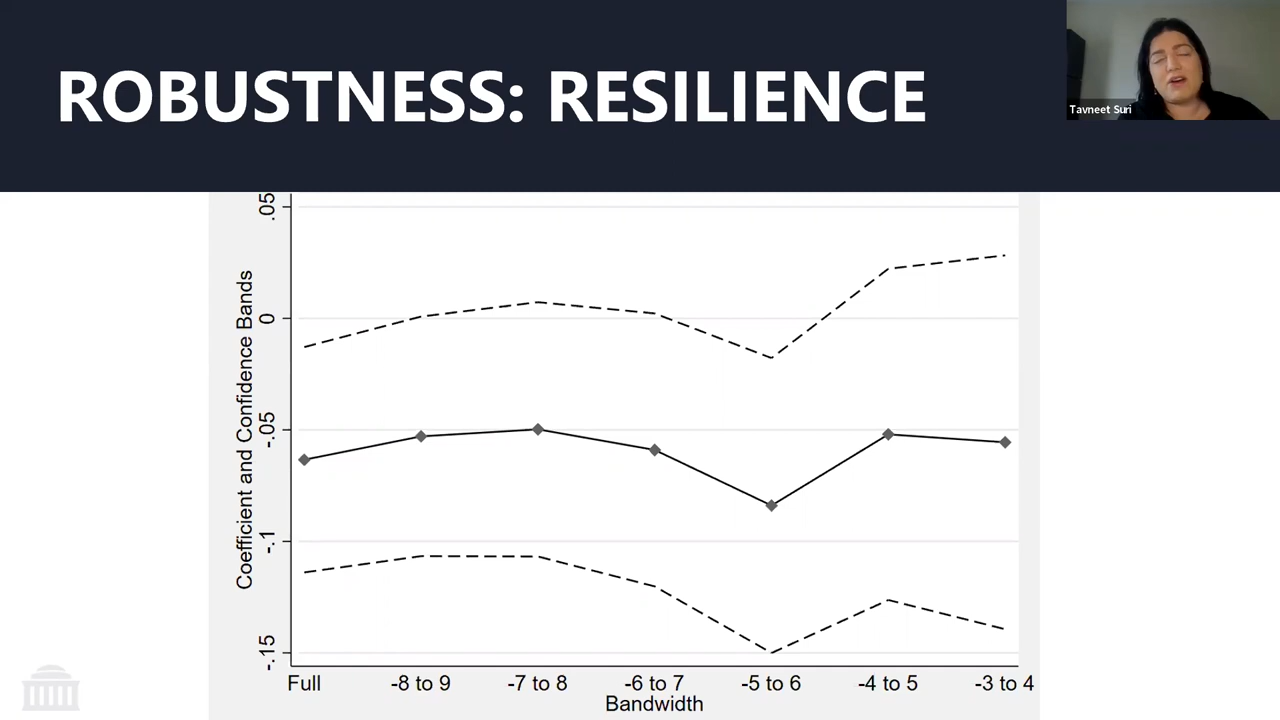 ROBUSTNESS: RESILIENCE
Tavneet Suri
Coefficient and Confidence Bands
.05
0
-.05
-.1
-.15
Full
-8 to 9
-7 to 8
-6 to 7
-5 to 6
-4 to 5
-3 to 4
Bandwidth